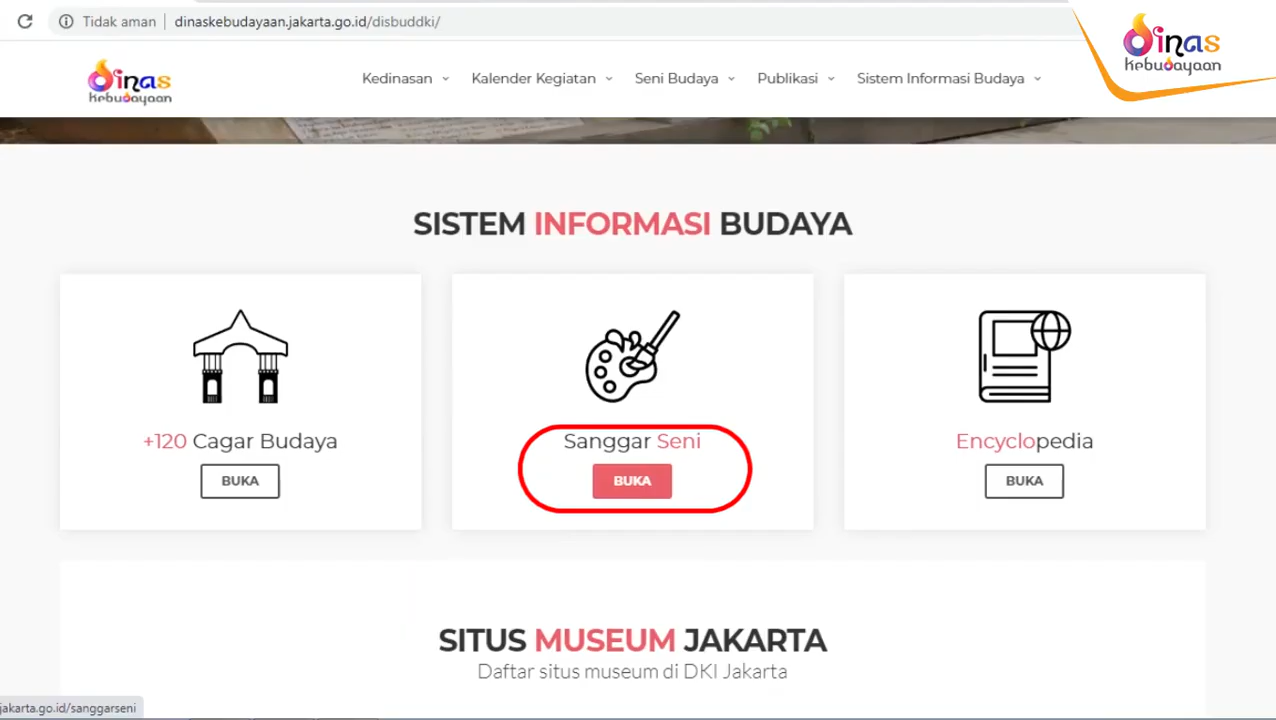 Tidak aman
dinaskebudayaan.jakarta.go.id/disbuddki/
Dinas
Kebudayaan
Dinas
Kebudayaan
Kedinasan
Kalender Kegiatan
Seni Budaya
Publikasi
Sistem Informasi Budaya
SISTEM INFORMASI BUDAYA
+120 Cagar Budaya
BUKA
Sanggar Seni
BUKA
Encyclopedia
BUKA
SITUS MUSEUM JAKARTA
Daftar situs museum di DKI Jakarta
jakarta.go.id/sanggarseni